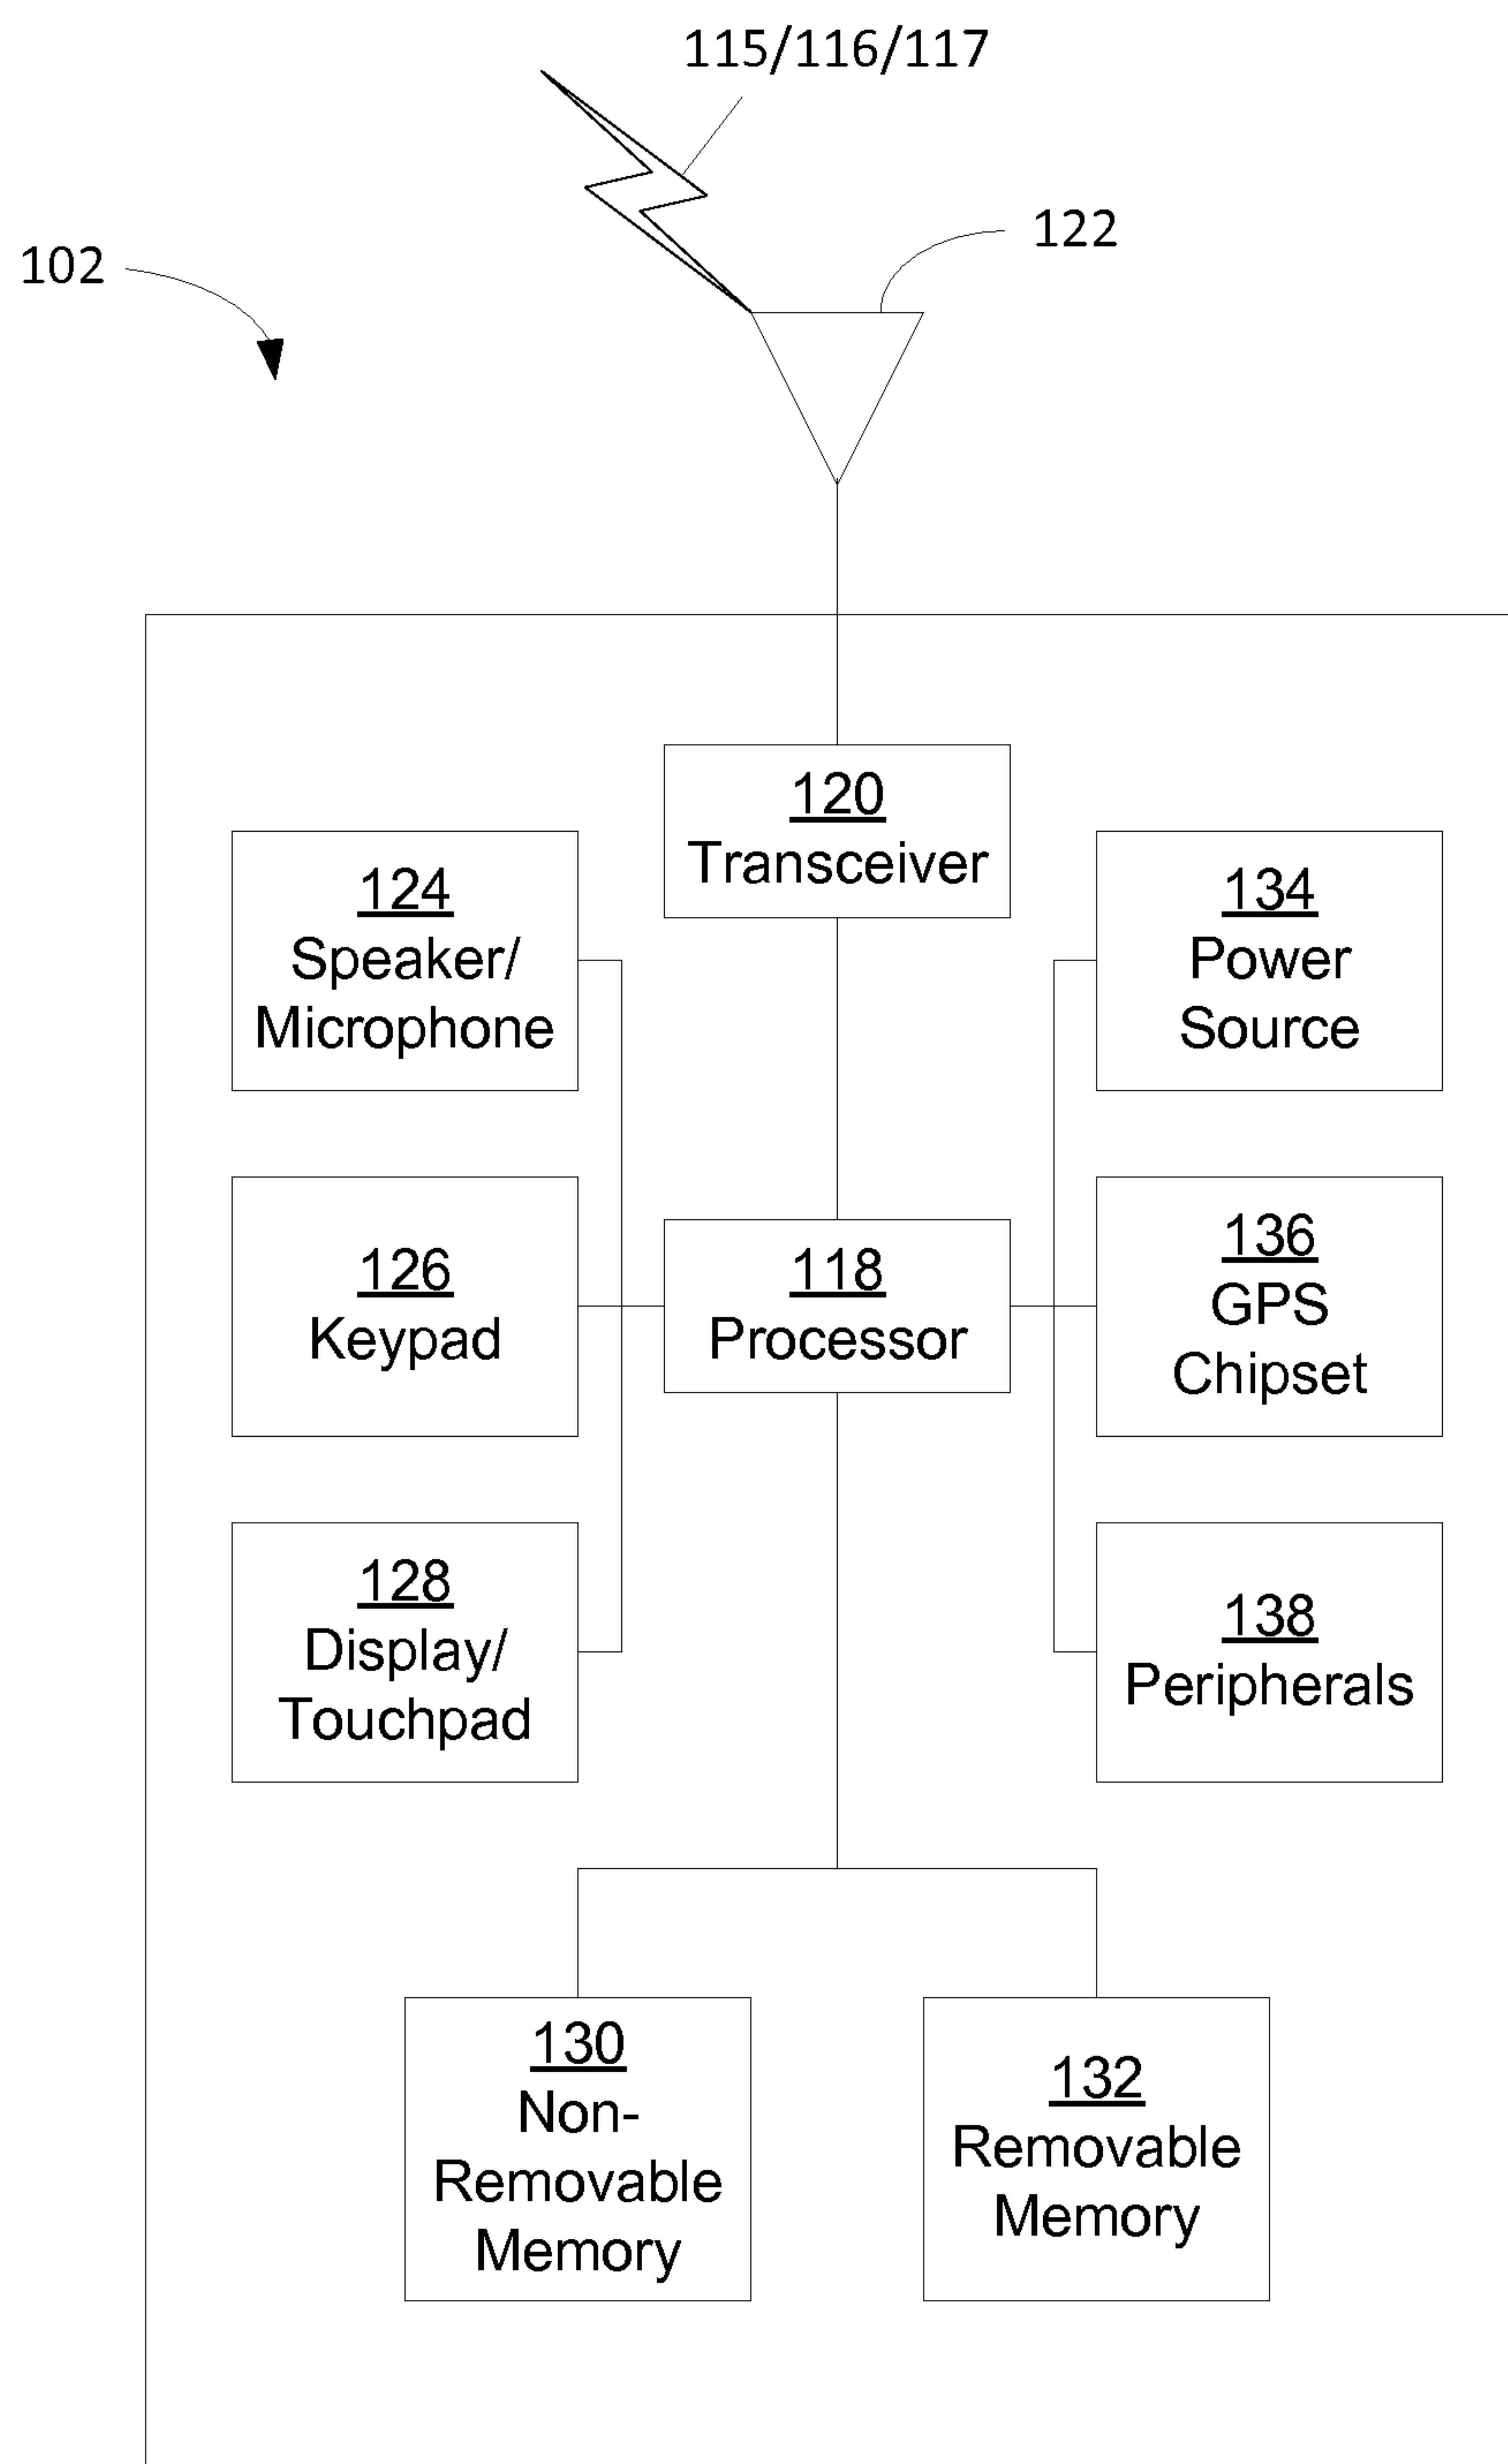 115/116/117
122
102
120
Transceiver
124
Speaker/
Microphone
134
Power
Source
126
Keypad
118
Processor
136
GPS
Chipset
128
Display/
Touchpad
138
Peripherals
130
Non-
Removable
Memory
132
Removable
Memory